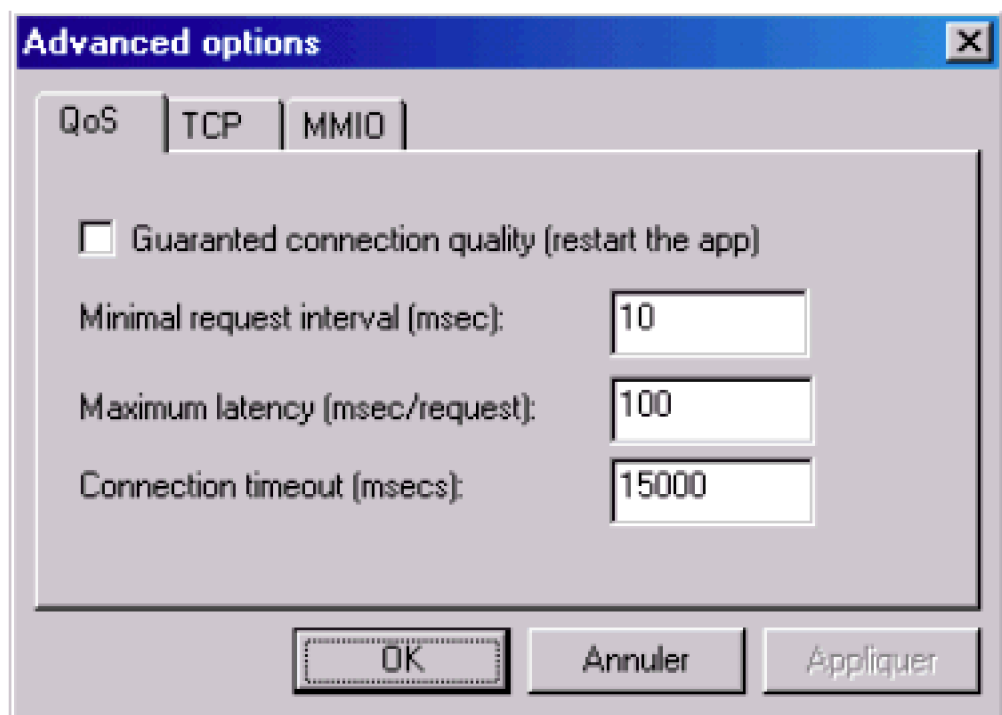 Advanced options
QoS TCP MMIO
Guaranted connection quality (restart the app)
Minimal request interval (msec): 10
Maximum latency (msec/request): 100
Connection timeout (msecs): 15000
OK Annuler Appliquer